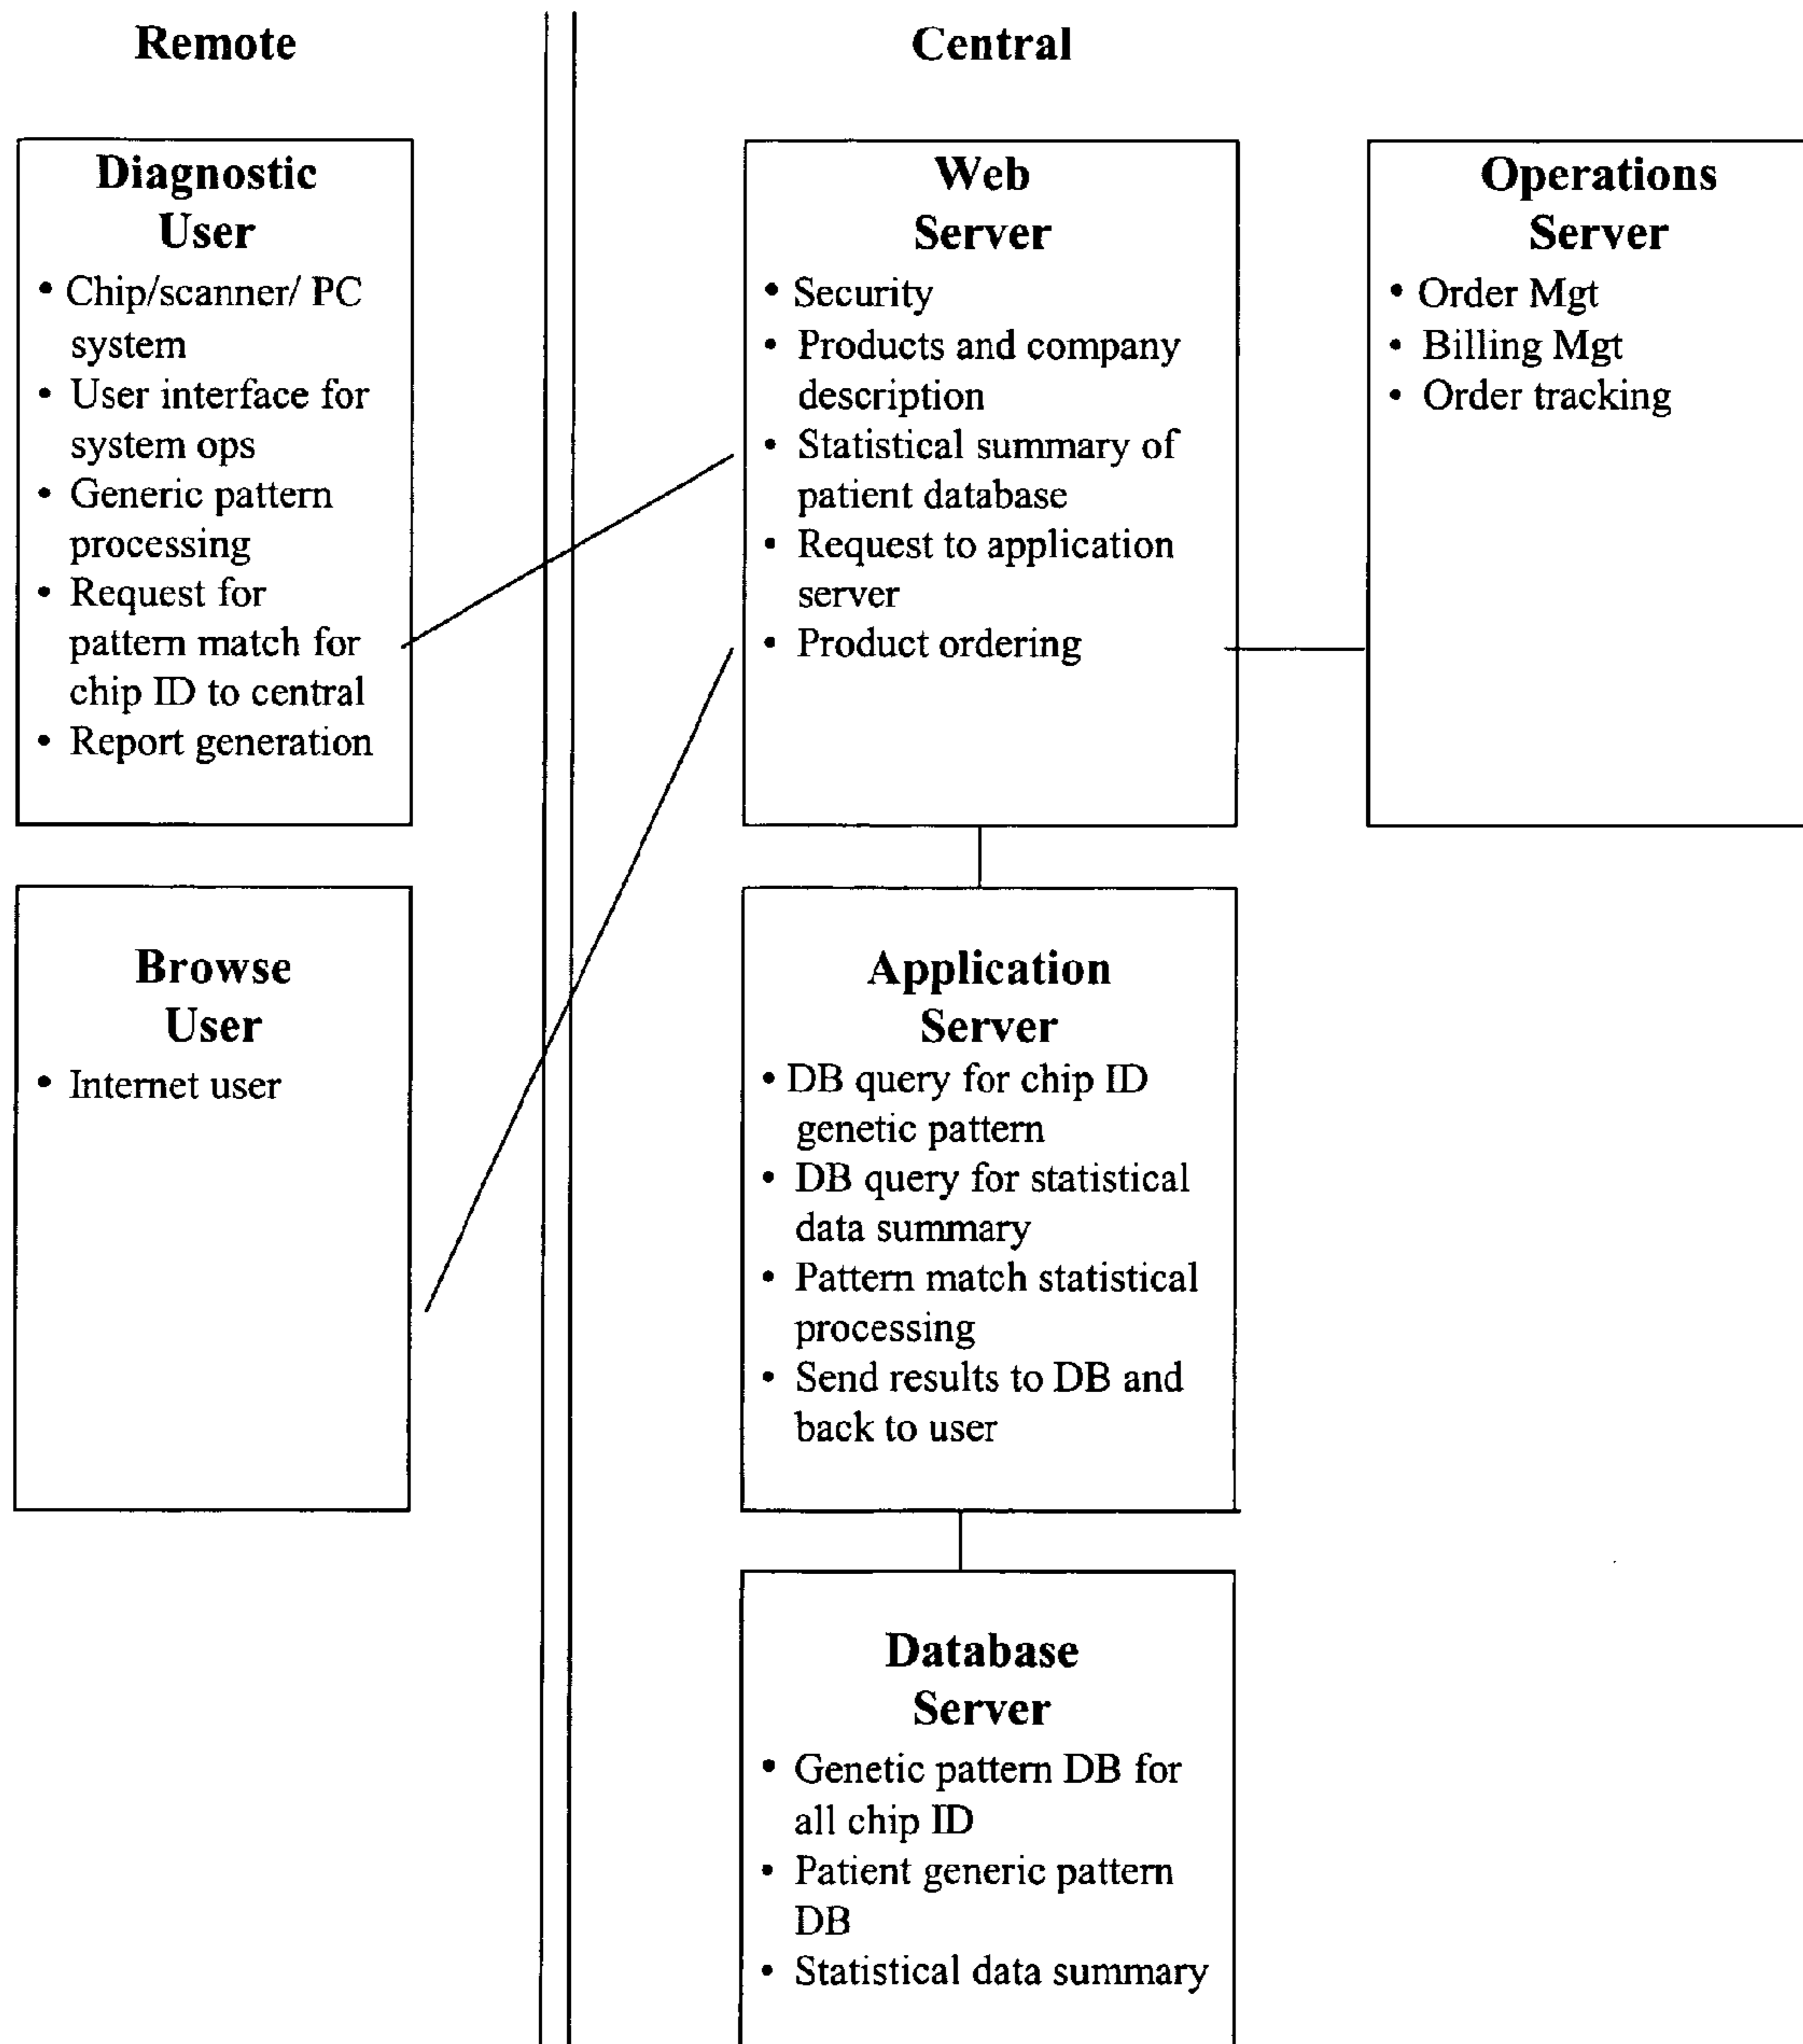 Remote
Central
Diagnostic
User
• Chip/scanner/ PC
system
• User interface for
system ops
• Generic pattern
processing
• Request for
pattern match for
chip ID to central
• Report generation
Web
Server
• Security
• Products and company
description
• Statistical summary of
patient database
• Request to application
server
• Product ordering
Operations
Server
• Order Mgt
• Billing Mgt
• Order tracking
Browse
User
• Internet user
Application
Server
• DB query for chip ID
genetic pattern
• DB query for statistical
data summary
• Pattern match statistical
processing
• Send results to DB and
back to user
Database
Server
• Genetic pattern DB for
all chip ID
• Patient generic pattern
DB
• Statistical data summary